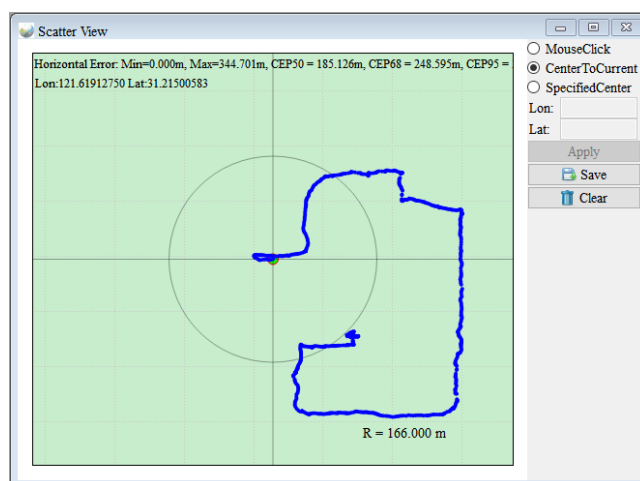 Scatter View
Horizontal Error: Min=0.000m, Max=344.701m, CEP50 = 185.126m, CEP68 = 248.595m, CEP95 =
Lon:121.61912750 Lat:31.21500583
R = 166.000 m
MouseClick
CenterToCurrent
SpecifiedCenter
Lon:
Lat:
Apply
Save
Clear